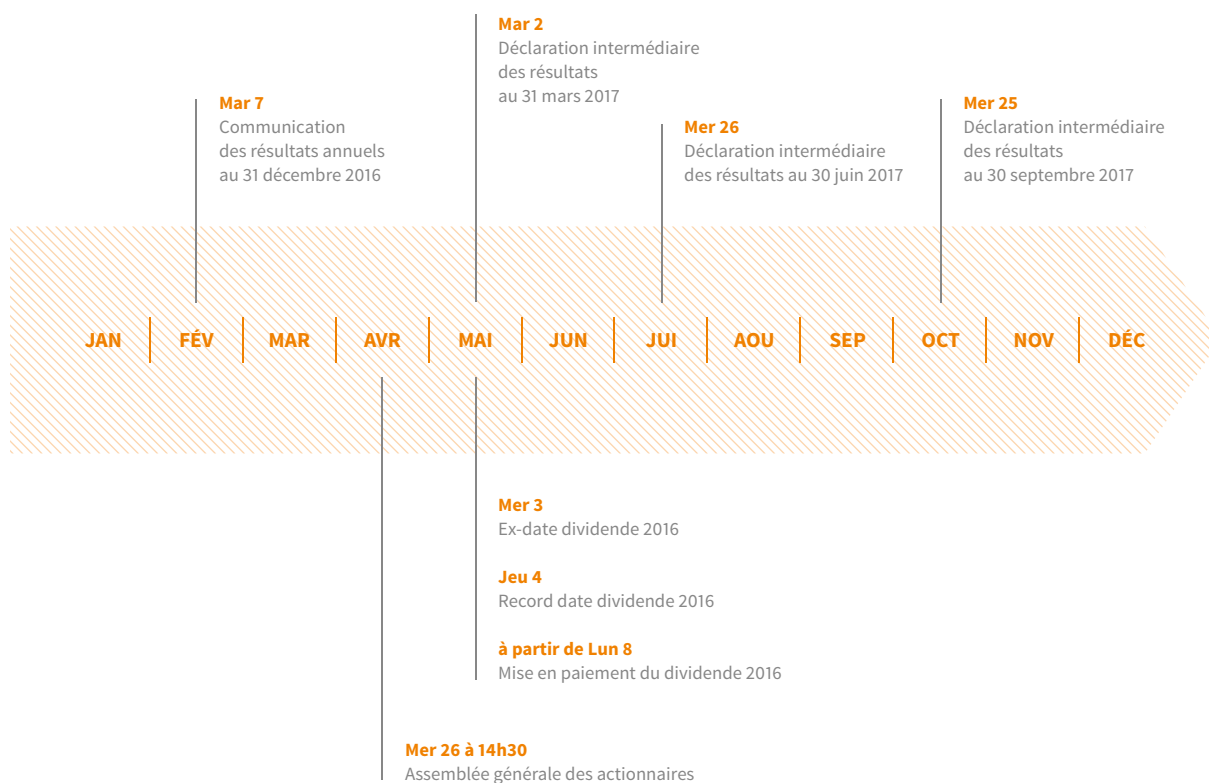 Mar 2
Déclaration intermédiaire
des résultats
au 31 mars 2017
Mar 7
Communication
des résultats annuels
au 31 décembre 2016
Mer 26
Déclaration intermédiaire
des résultats au 30 juin 2017
Mer 25
Déclaration intermédiaire
des résultats
au 30 septembre 2017
JAN
FÉV
MAR
AVR
MAI
JUN
JUI
AOU
SEP
OCT
NOV
DÉC
Mer 3
Ex-date dividende 2016
Jeu 4
Record date dividende 2016
à partir de Lun 8
Mise en paiement du dividende 2016
Mer 26 à 14h30
Assemblée générale des actionnaires